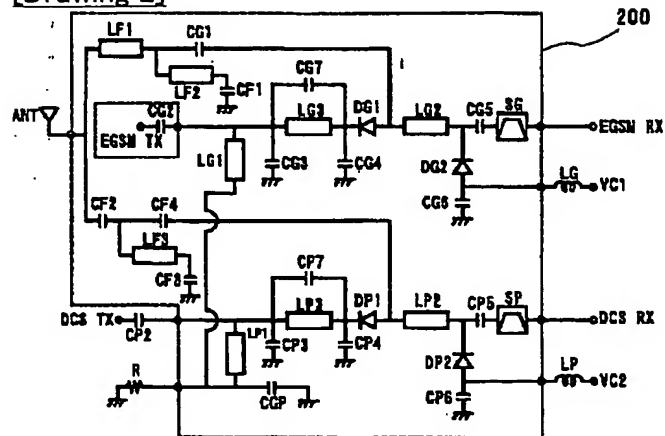 [Drawing 2]
200
LF1
CG1
LF2
CF1
CG7
ANT
CG2
EGSM TX
LG3
DG1
LG2
CG5
SG
EGSM RX
LG1
CG3
CG4
DG2
LG
VC1
CG6
CF2
CF4
LF3
CF3
CP7
DCS TX
CP2
LP3
DP1
LP2
CP5
SP
DCS RX
LP1
CP3
CP4
DP2
LP
VC2
R
CGP
CP6